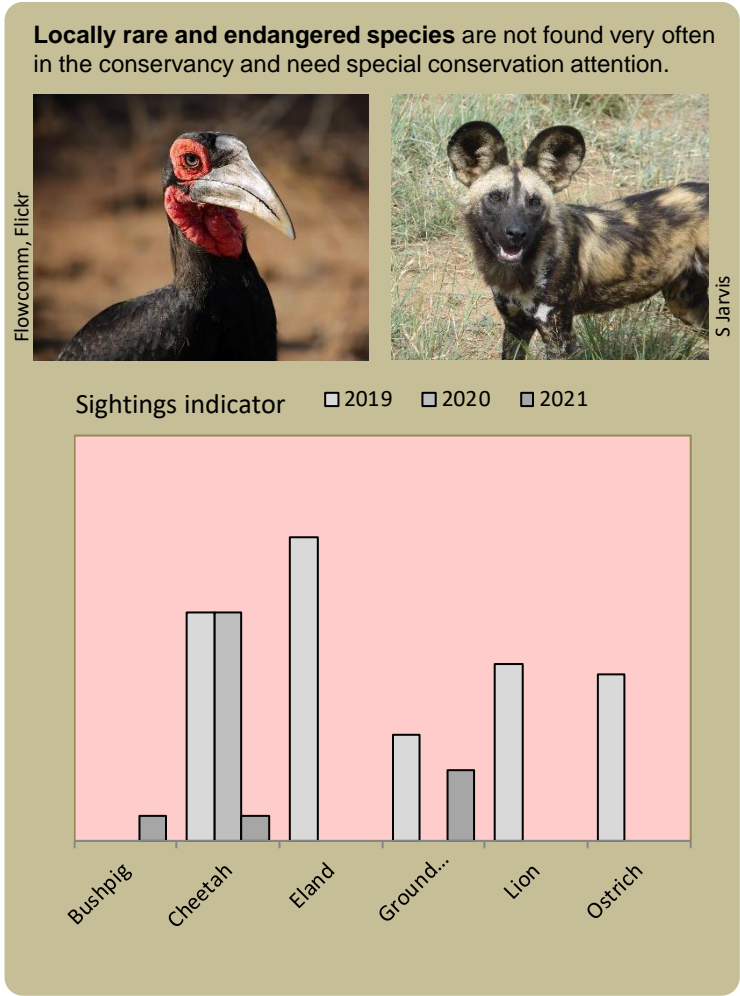 Locally rare and endangered species are not found very often
in the conservancy and need special conservation attention.
Flowcomm, Flickr
S Jarvis
Sightings indicator
2019 2020 2021
Bushpig
Cheetah
Eland
Ground...
Lion
Ostrich